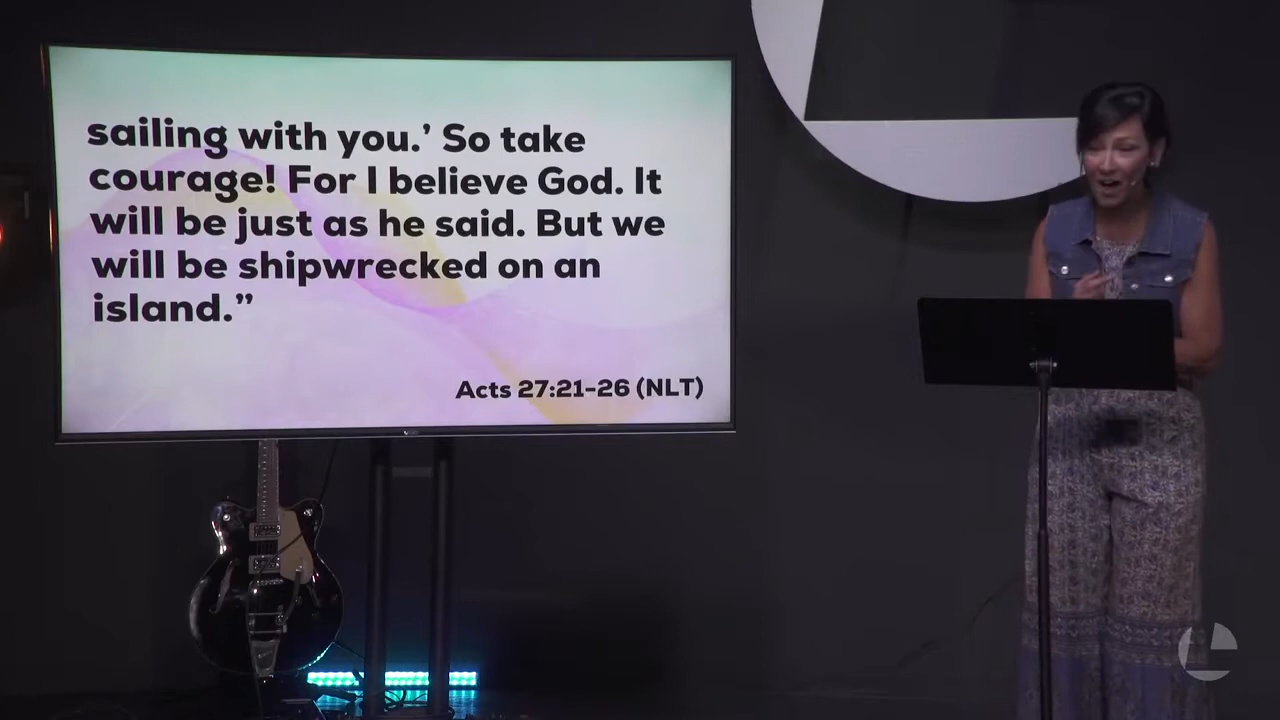 sailing with you.’ So take
courage! For I believe God. It
will be just as he said. But we
will be shipwrecked on an
island.”
Acts 27:21-26 (NLT)